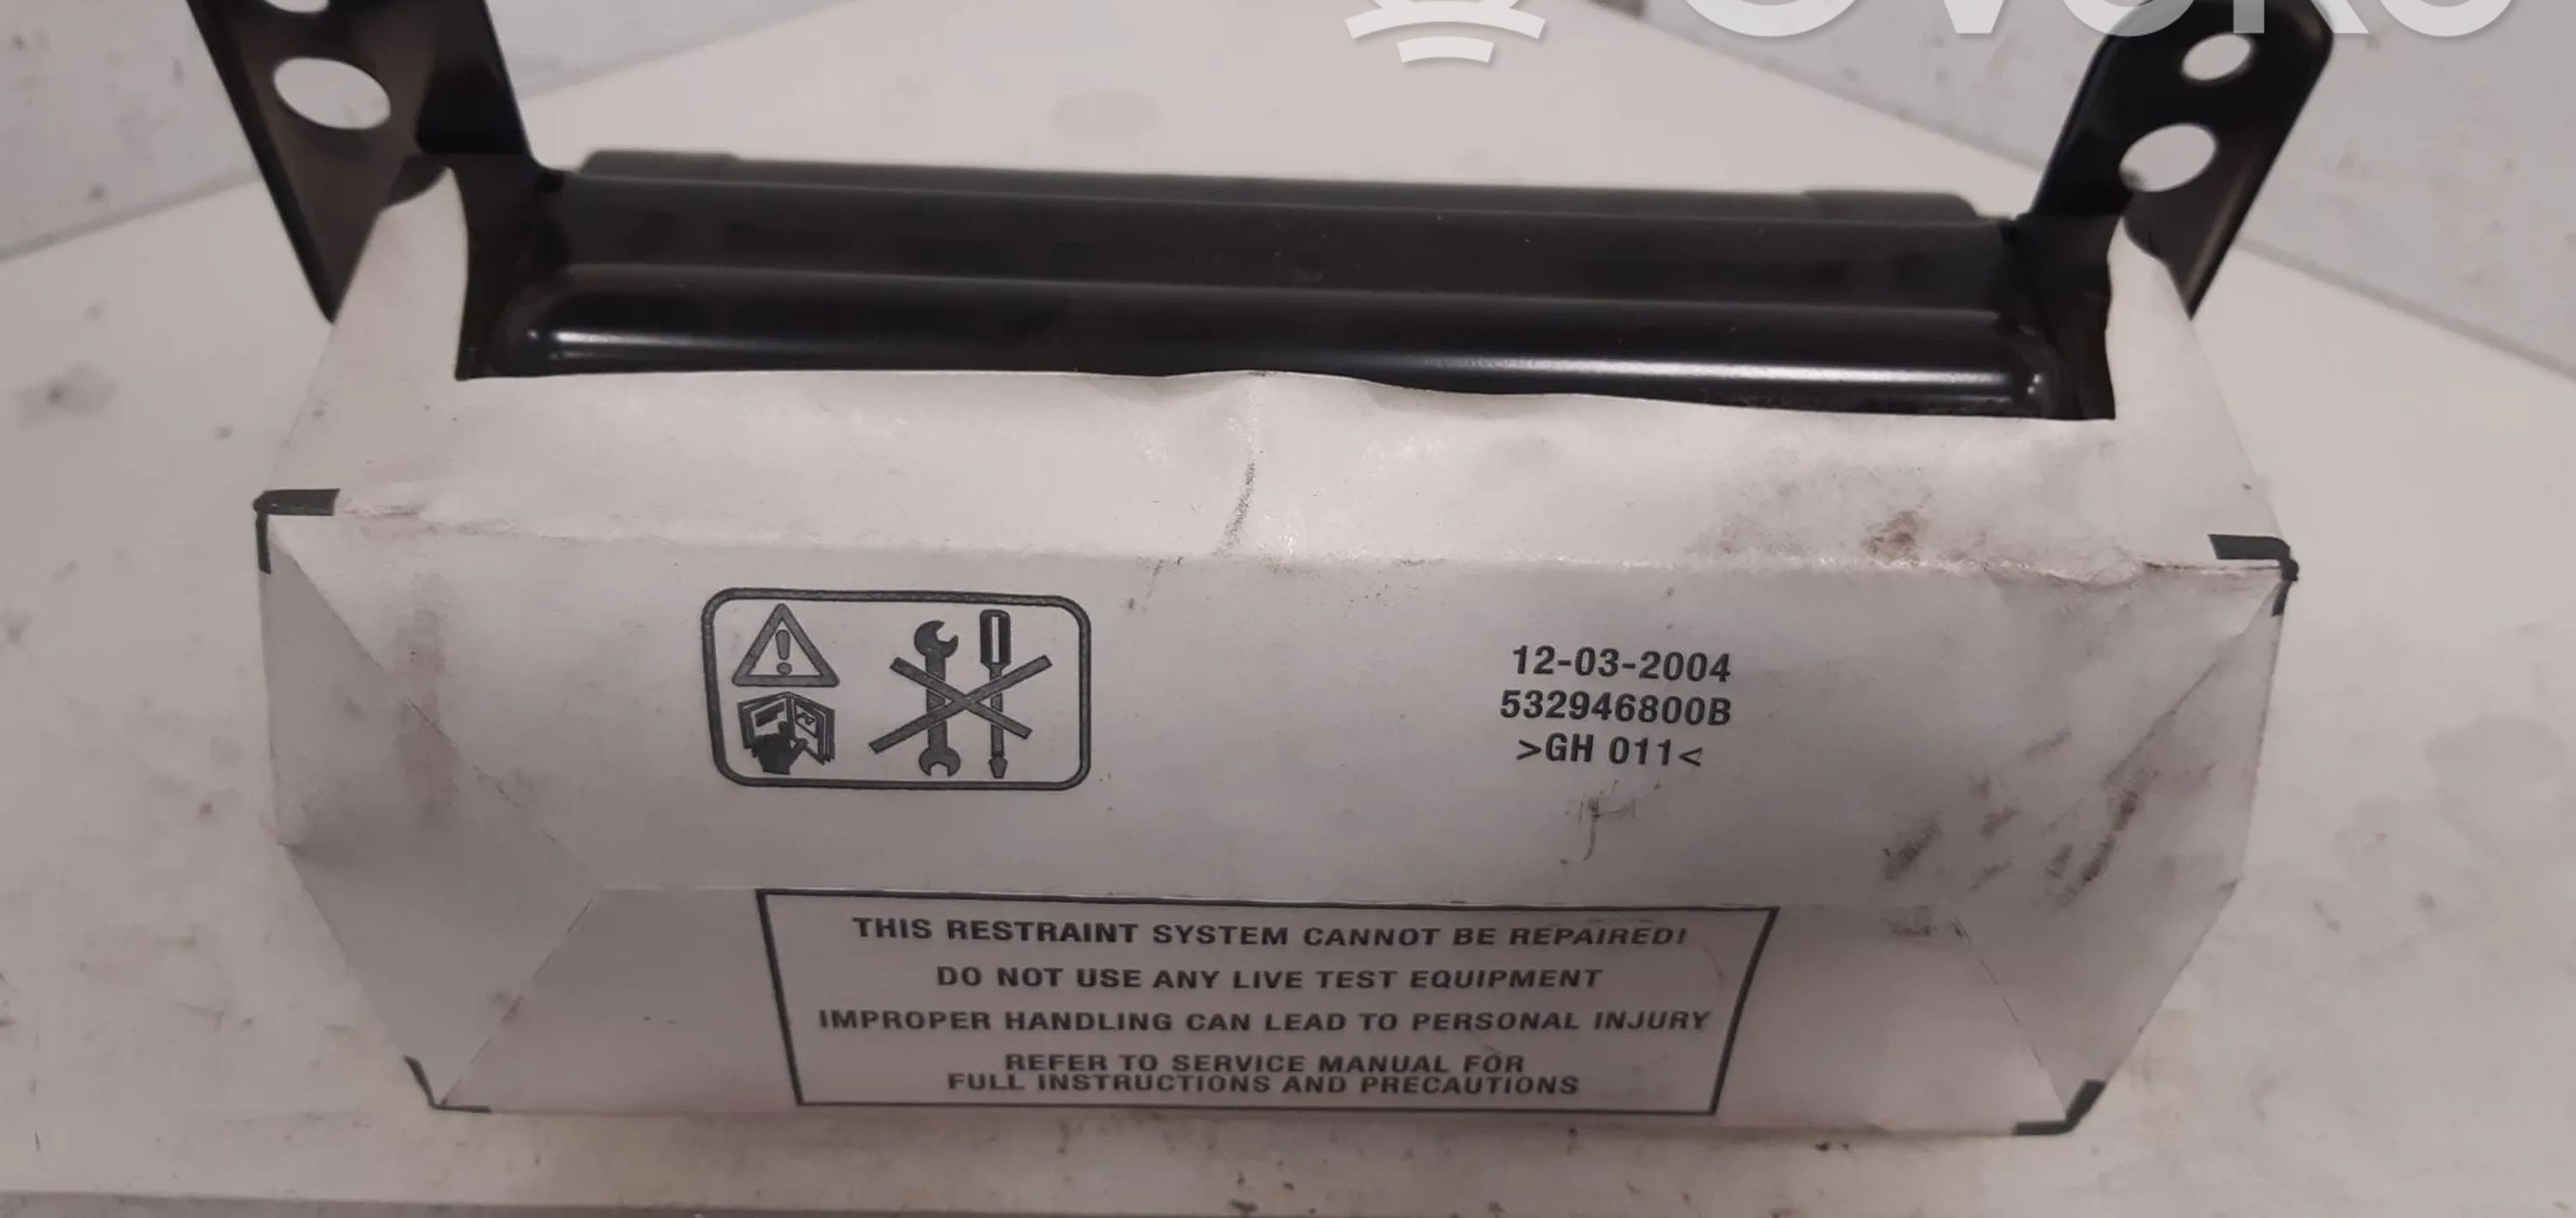 12-03-2004
532946800B
>GH 011<
THIS RESTRAINT SYSTEM CANNOT BE REPAIRED!
DO NOT USE ANY LIVE TEST EQUIPMENT
IMPROPER HANDLING CAN LEAD TO PERSONAL INJURY
REFER TO SERVICE MANUAL FOR
FULL INSTRUCTIONS AND PRECAUTIONS